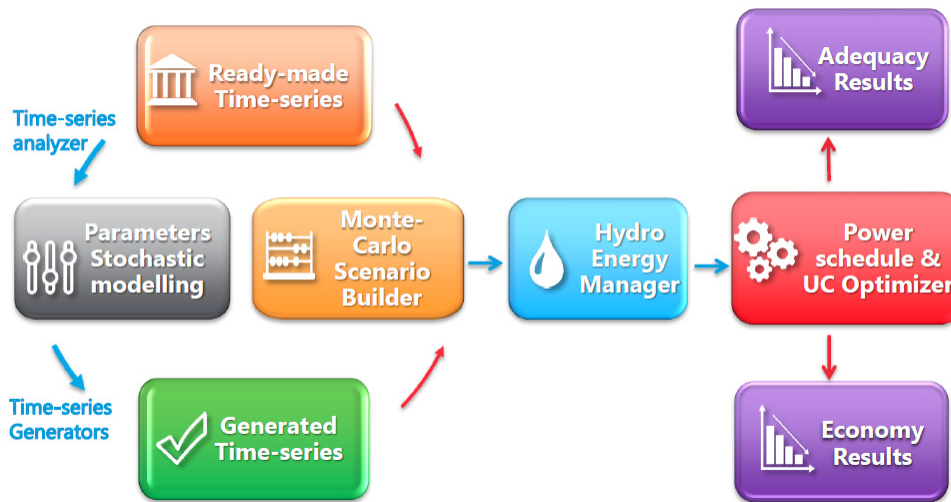 Ready-made
Time-series
Adequacy
Results
Time-series
analyzer
Parameters
Stochastic
modelling
Monte-
Carlo
Scenario
Builder
Hydro
Energy
Manager
Power
schedule &
UC Optimizer
Time-series
Generators
Generated
Time-series
Economy
Results